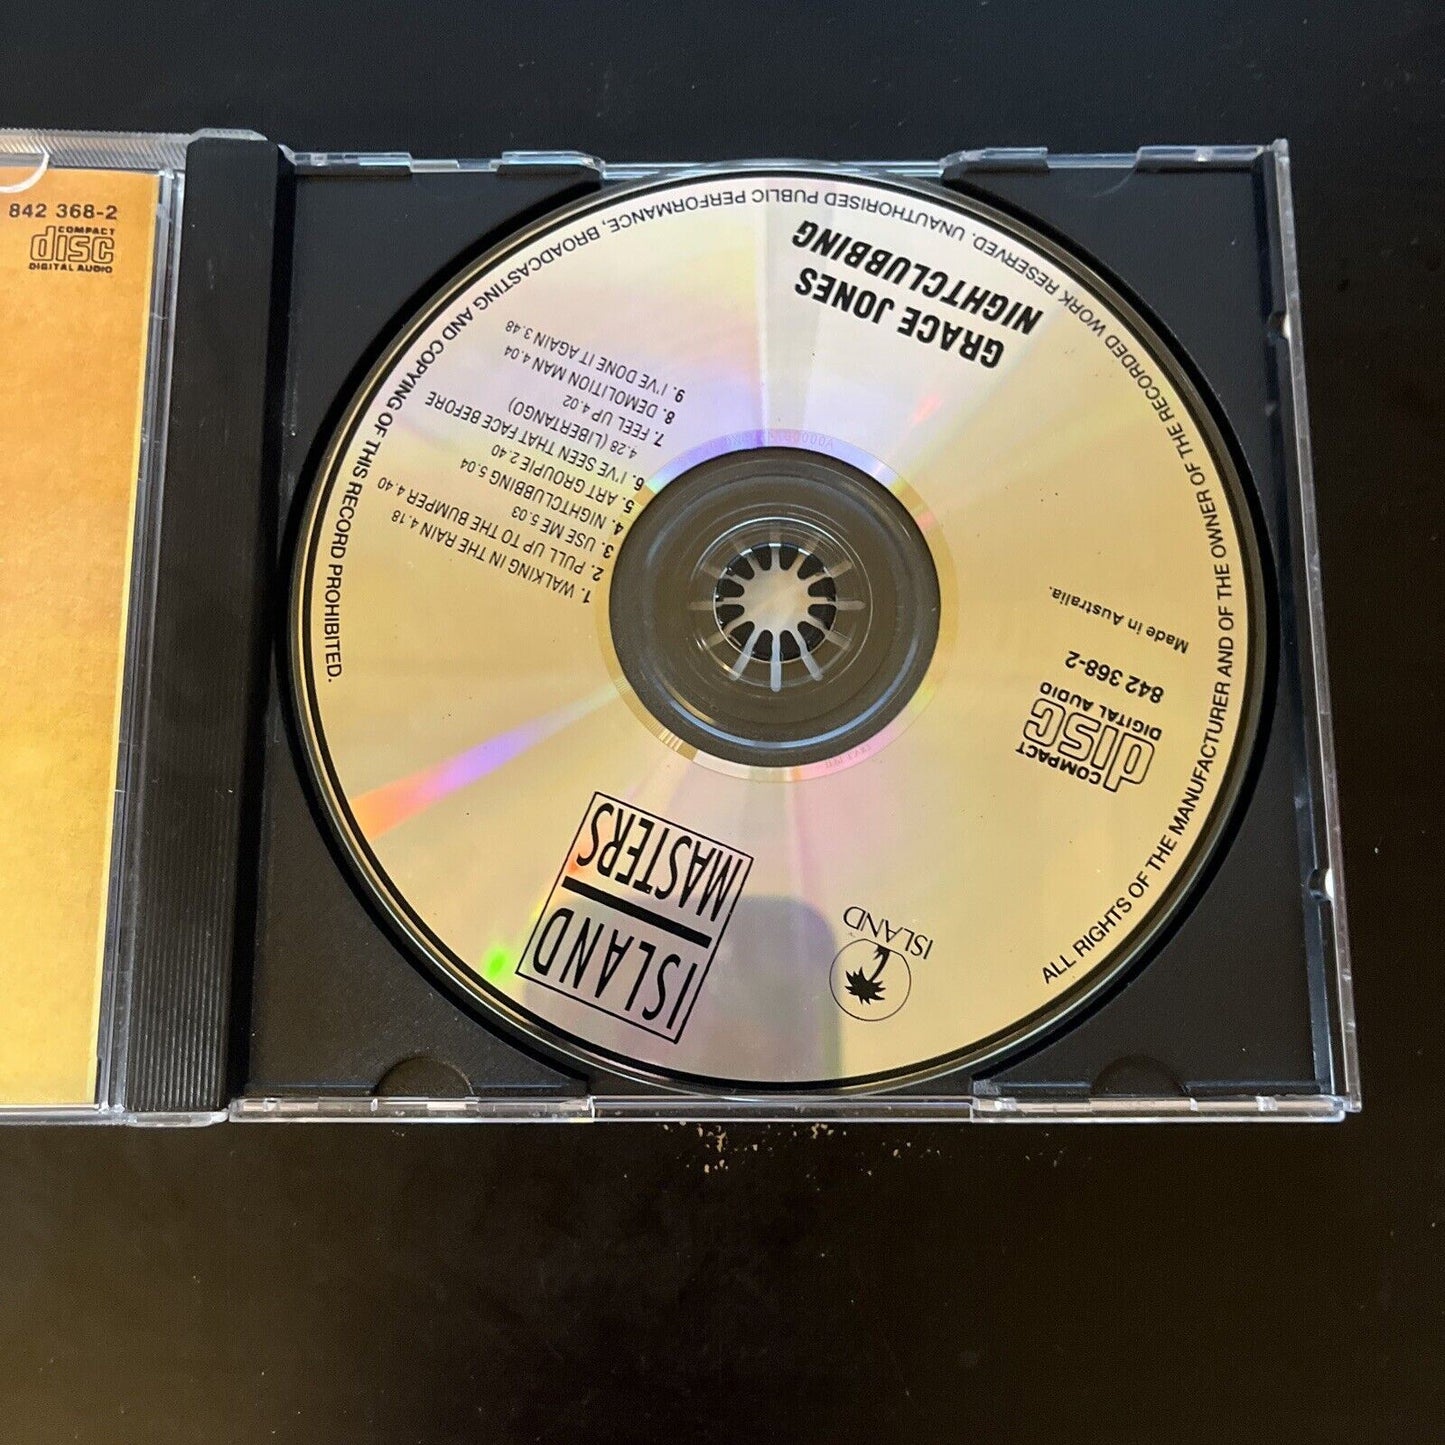 842 368-2
COMPACT
disc
DIGITAL AUDIO
GRACE JONES
NIGHTCLUBBING
1. WALKING IN THE RAIN 4.18
2. PULL UP TO THE BUMPER 4.40
3. USE ME 5.03
4. NIGHTCLUBBING 5.04
5. ART GROUPIE 2.40
6. I'VE SEEN THAT FACE BEFORE
4.28 (LIBERTANGO)
7. FEEL UP 4.02
8. DEMOLITION MAN 4.04
9. I'VE DONE IT AGAIN 3.48
Made in Australia.
842 368-2
COMPACT
disc
DIGITAL AUDIO
ISLAND
MASTERS
ISLAND
ALL RIGHTS OF THE MANUFACTURER AND OF THE OWNER OF THE RECORDED WORK RESERVED. UNAUTHORISED PUBLIC PERFORMANCE, BROADCASTING AND COPYING OF THIS RECORD PROHIBITED.